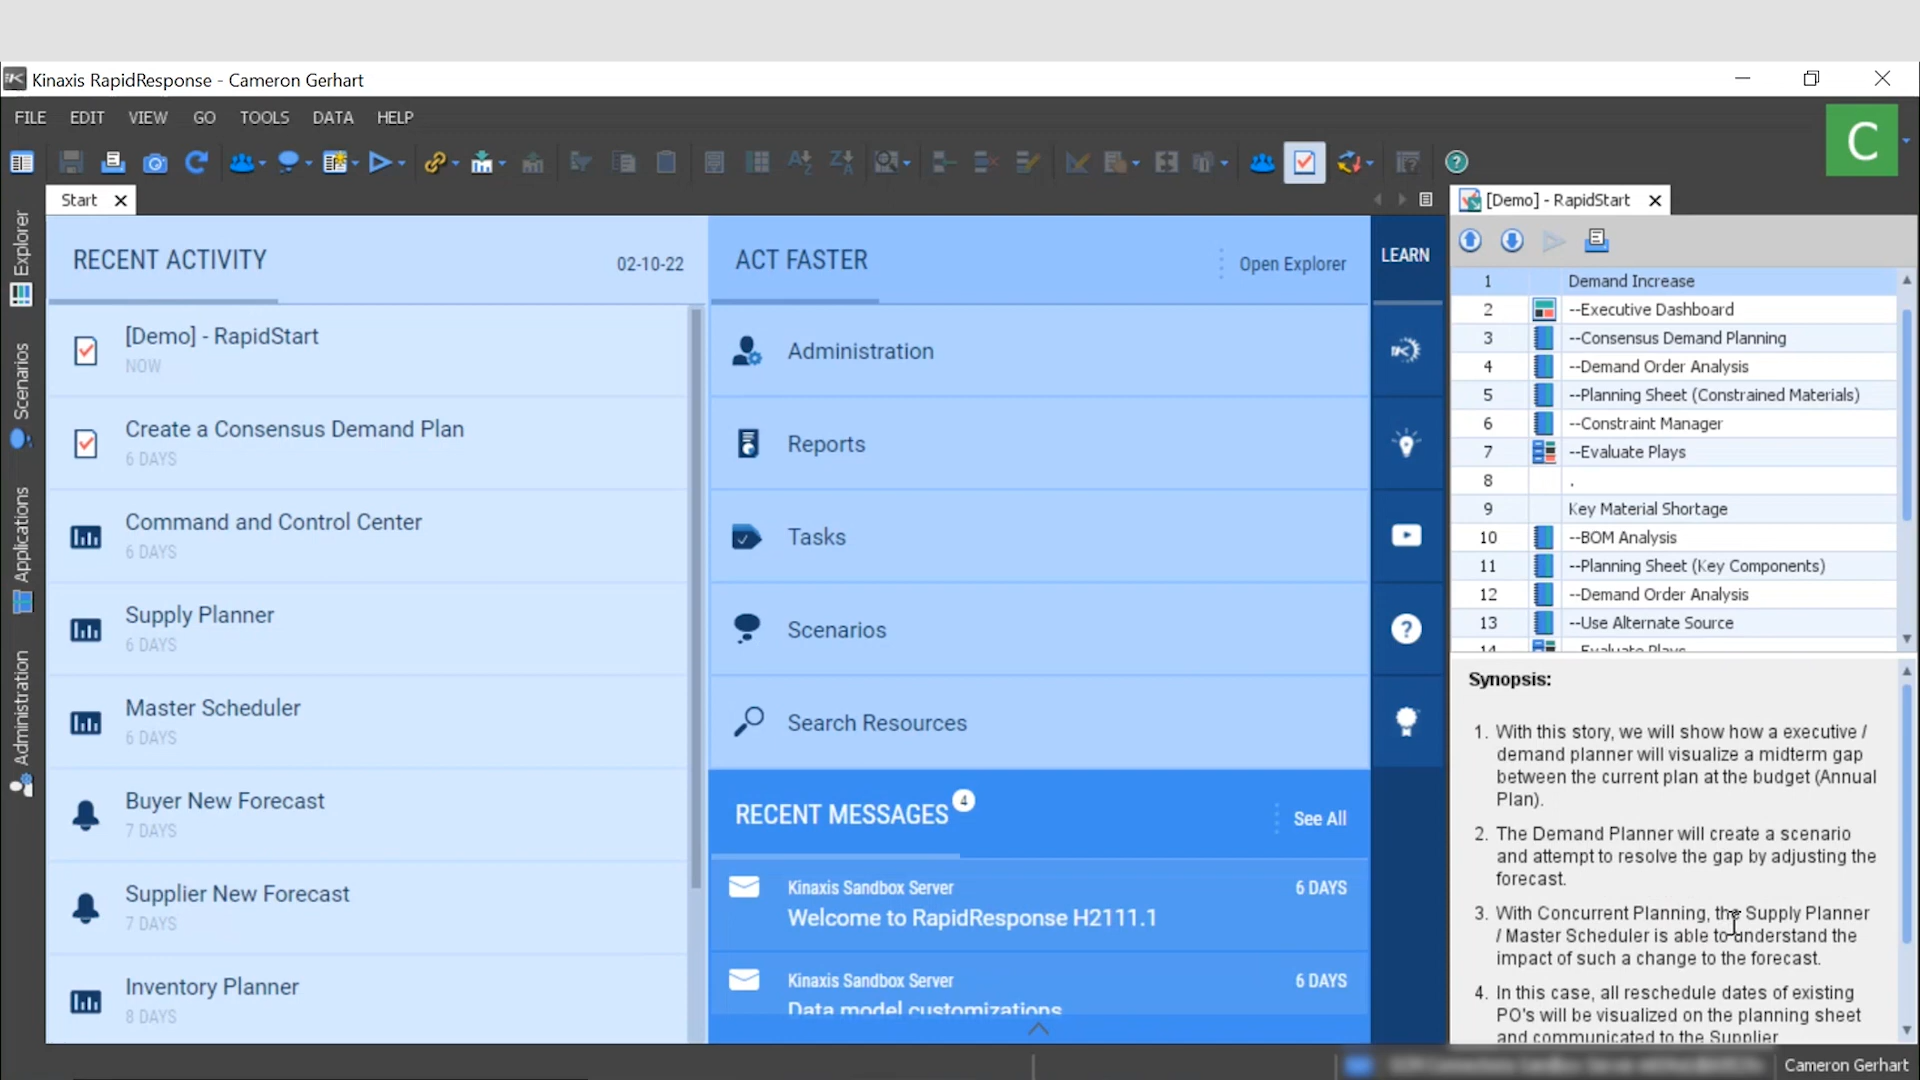 Kinaxis RapidResponse - Cameron Gerhart
FILE EDIT VIEW GO TOOLS DATA HELP
C
Start
[Demo] - RapidStart
Explorer
Scenarios
Applications
Administration
RECENT ACTIVITY 02-10-22
[Demo] - RapidStart
NOW
Create a Consensus Demand Plan
6 DAYS
Command and Control Center
6 DAYS
Supply Planner
6 DAYS
Master Scheduler
6 DAYS
Buyer New Forecast
7 DAYS
Supplier New Forecast
7 DAYS
Inventory Planner
8 DAYS
ACT FASTER Open Explorer
Administration
Reports
Tasks
Scenarios
Search Resources
RECENT MESSAGES 4 See All
Kinaxis Sandbox Server 6 DAYS
Welcome to RapidResponse H2111.1
Kinaxis Sandbox Server 6 DAYS
Data model customizations
LEARN
1 Demand Increase
2 --Executive Dashboard
3 --Consensus Demand Planning
4 --Demand Order Analysis
5 --Planning Sheet (Constrained Materials)
6 --Constraint Manager
7 --Evaluate Plays
8 .
9 Key Material Shortage
10 --BOM Analysis
11 --Planning Sheet (Key Components)
12 --Demand Order Analysis
13 --Use Alternate Source
14 --Evaluate Plays
Synopsis:
1. With this story, we will show how a executive /
demand planner will visualize a midterm gap
between the current plan at the budget (Annual
Plan).
2. The Demand Planner will create a scenario
and attempt to resolve the gap by adjusting the
forecast.
3. With Concurrent Planning, the Supply Planner
/ Master Scheduler is able to understand the
impact of such a change to the forecast.
4. In this case, all reschedule dates of existing
PO's will be visualized on the planning sheet
and communicated to the Supplier
Cameron Gerhart